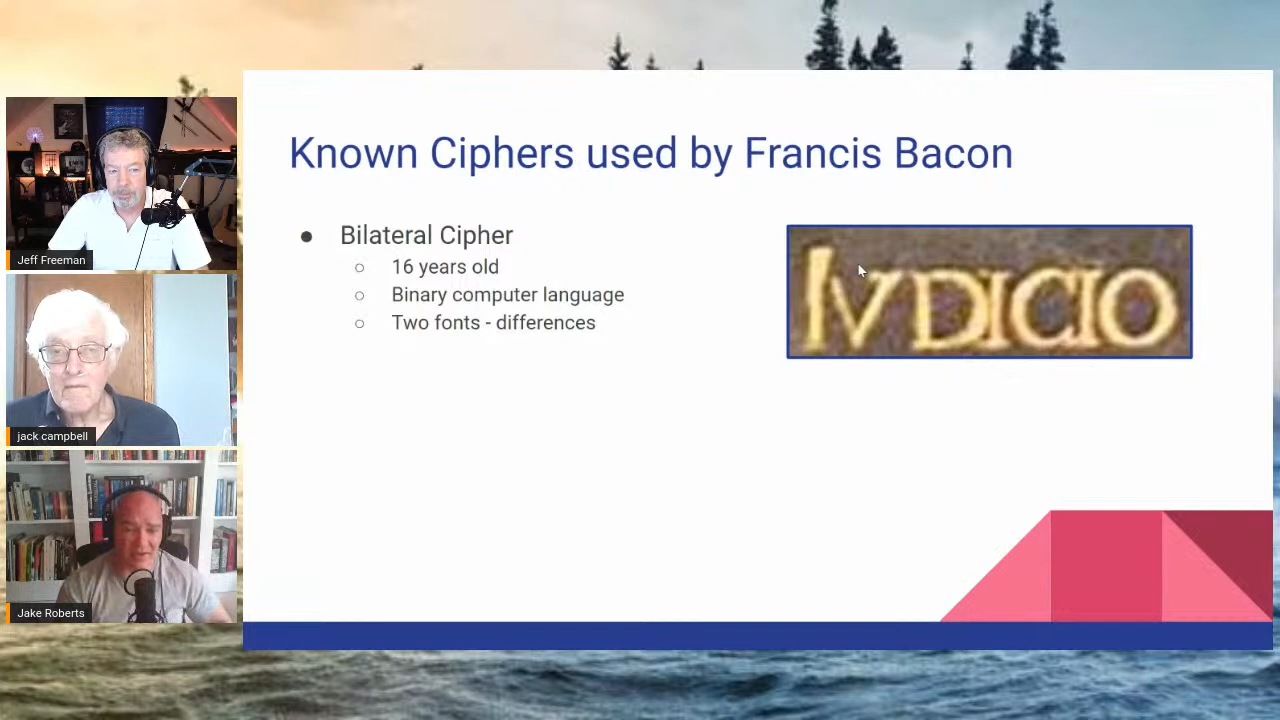 Known Ciphers used by Francis Bacon
● Bilateral Cipher
○ 16 years old
○ Binary computer language
○ Two fonts - differences
IVDICIO
Jeff Freeman
jack campbell
Jake Roberts